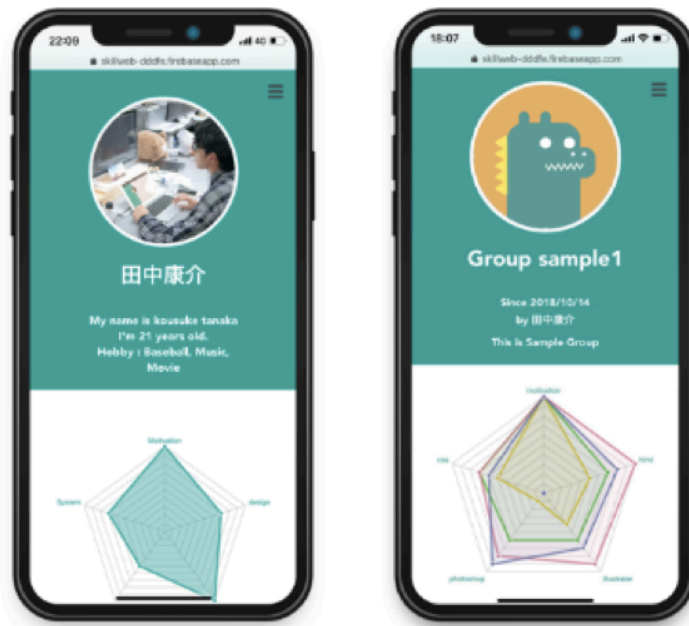 22:09
4G
skillweb-dddfe.firebaseapp.com
田中康介
My name is kousuke tanaka
I'm 21 years old.
Hobby : Baseball, Music,
Movie
Motivation
System
design
18:07
skillweb-dddfe.firebaseapp.com
Group sample1
Since 2018/10/14
by 田中康介
This is Sample Group
motivation
css
html
photoshop
illustrator